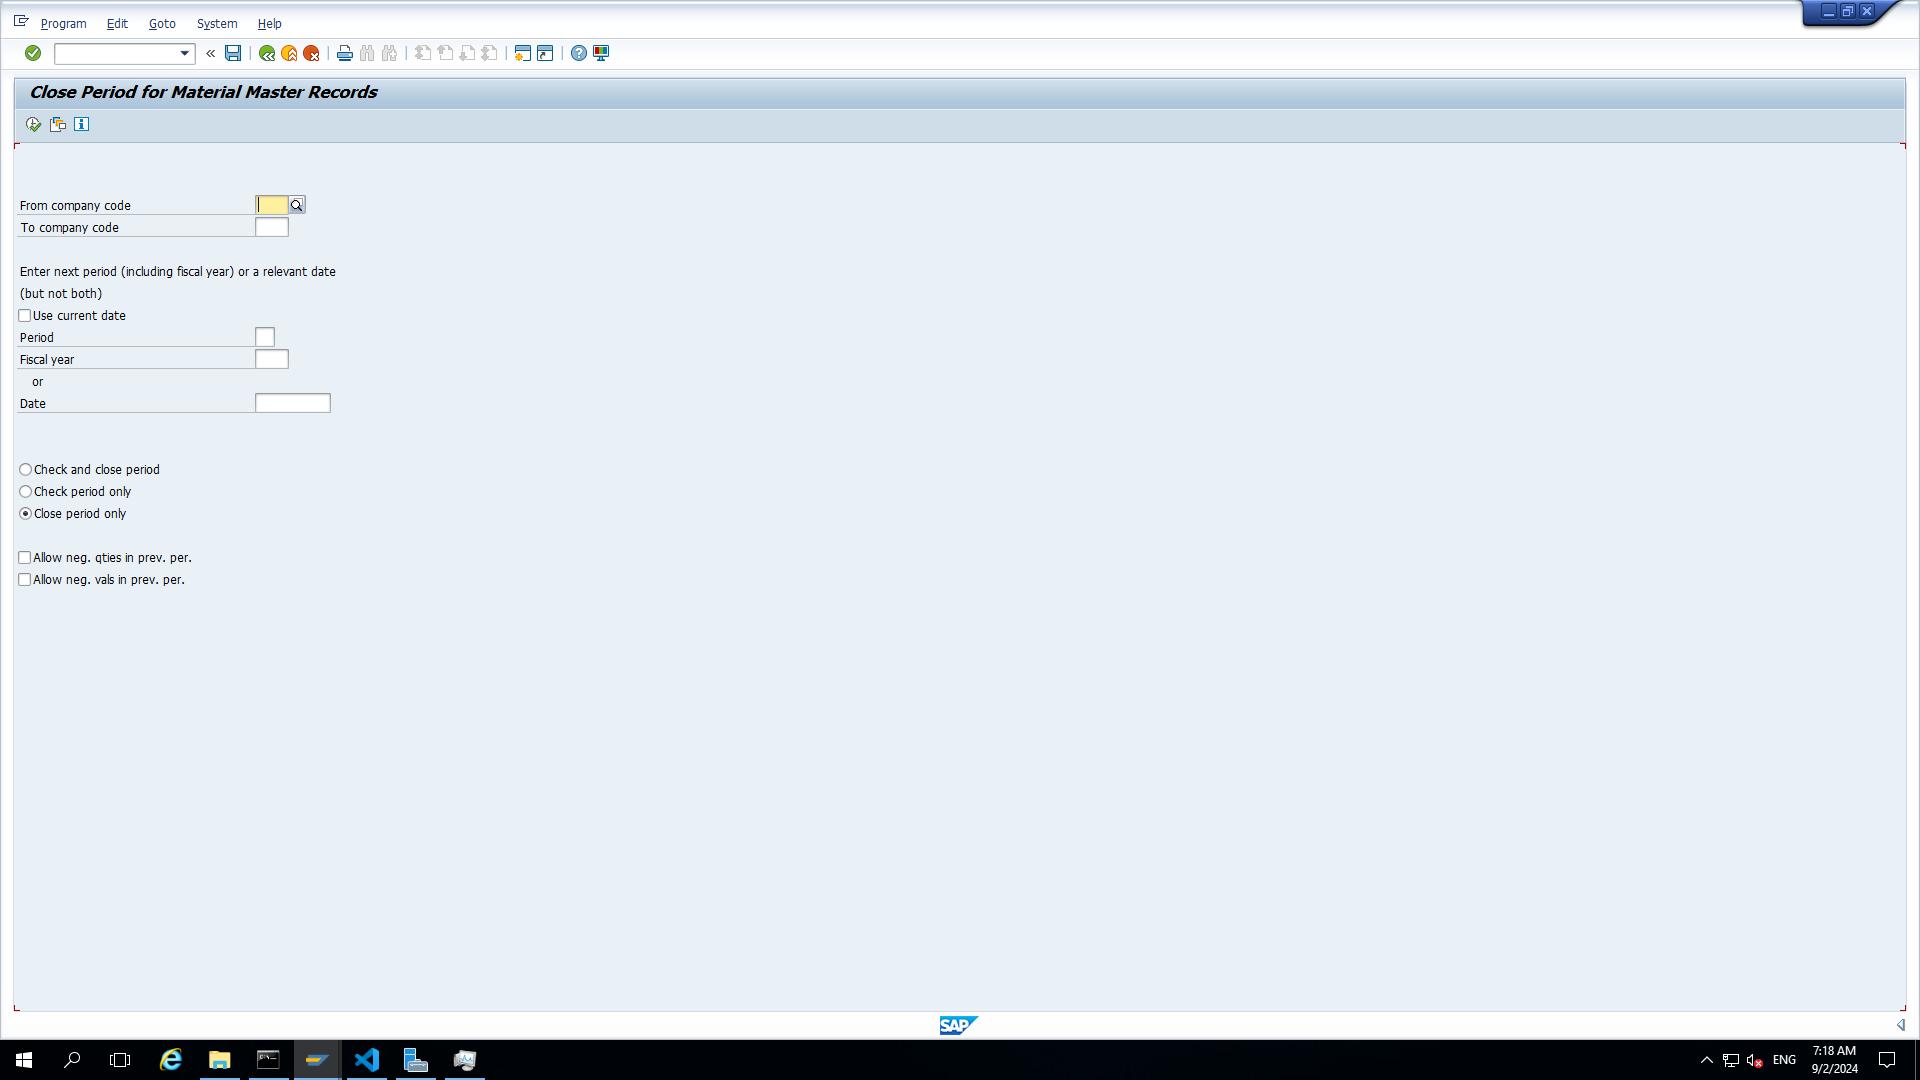 Program Edit Goto System Help
Close Period for Material Master Records
From company code
To company code
Enter next period (including fiscal year) or a relevant date
(but not both)
Use current date
Period
Fiscal year
or
Date
Check and close period
Check period only
Close period only
Allow neg. qties in prev. per.
Allow neg. vals in prev. per.
SAP
ENG
7:18 AM
9/2/2024